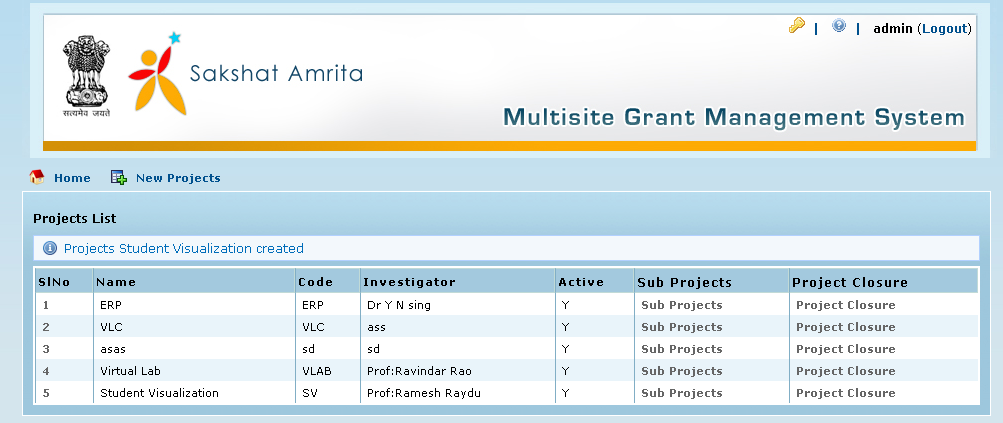 | | admin (Logout)
सत्यमेव जयते
Sakshat Amrita
Multisite Grant Management System
Home New Projects
Projects List
Projects Student Visualization created
SlNo Name Code Investigator Active Sub Projects Project Closure
1 ERP ERP Dr Y N sing Y Sub Projects Project Closure
2 VLC VLC ass Y Sub Projects Project Closure
3 asas sd sd Y Sub Projects Project Closure
4 Virtual Lab VLAB Prof:Ravindar Rao Y Sub Projects Project Closure
5 Student Visualization SV Prof:Ramesh Raydu Y Sub Projects Project Closure